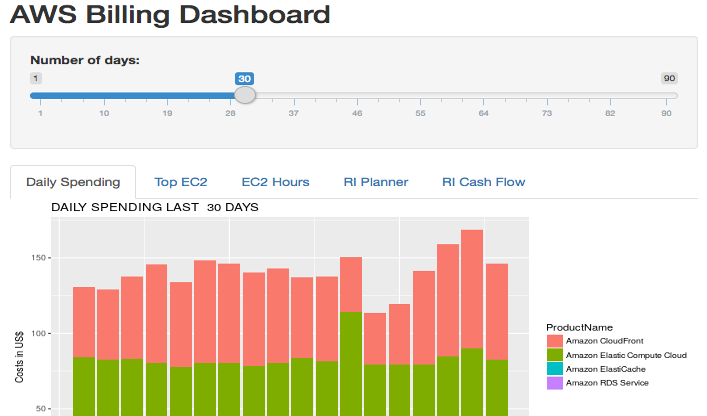 AWS Billing Dashboard
Number of days:
1 30 90
1 10 19 28 37 46 55 64 73 82 90
Daily Spending Top EC2 EC2 Hours RI Planner RI Cash Flow
DAILY SPENDING LAST 30 DAYS
150
100
50
Costs in US$
ProductName
Amazon CloudFront
Amazon Elastic Compute Cloud
Amazon ElastiCache
Amazon RDS Service